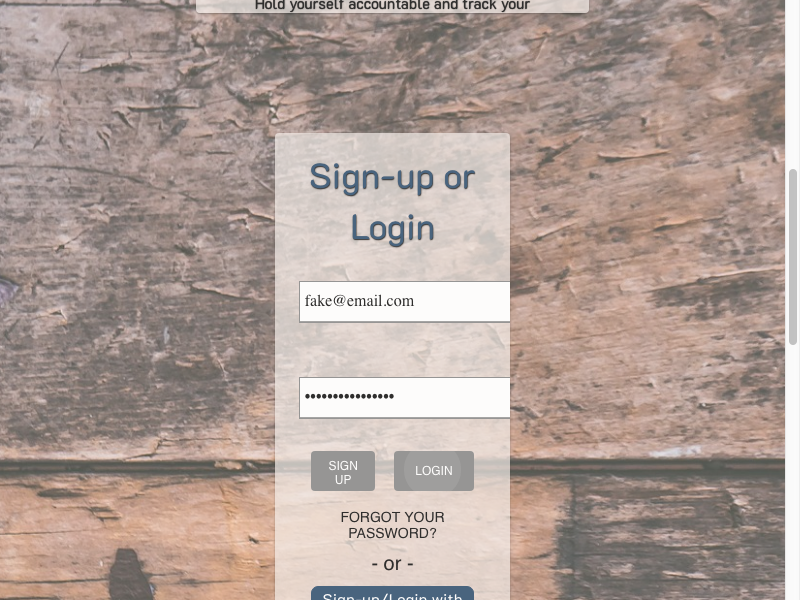 Hold yourself accountable and track your
Sign-up or
Login
fake@email.com
••••••••••••••••
SIGN
UP
LOGIN
FORGOT YOUR
PASSWORD?
- or -
Sign-up/Login with